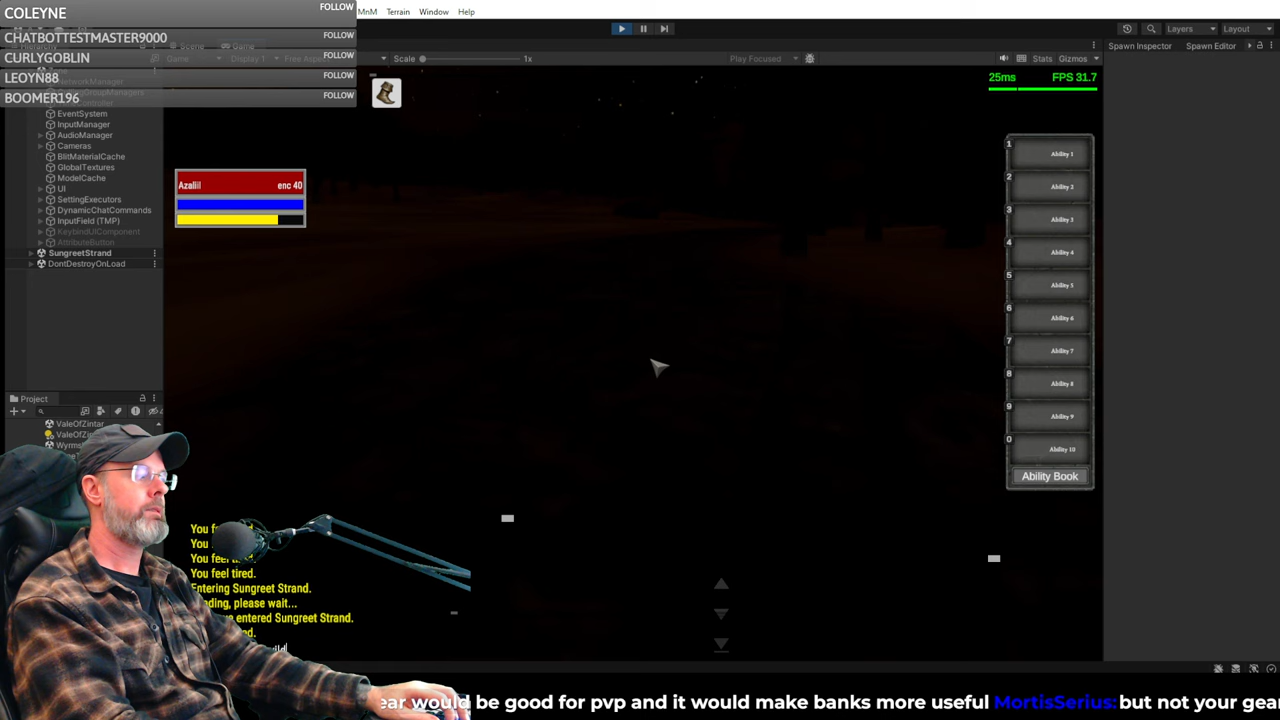 COLEYNE FOLLOW
CHATBOTTESTMASTER9000 FOLLOW
CURLYGOBLIN FOLLOW
LEOYN88 FOLLOW
BOOMER196 FOLLOW
MnM Terrain Window Help
Layers Layout
Game
Scale 1x
Play Focused
Stats Gizmos
Spawn Inspector Spawn Editor
25ms FPS 31.7
EventSystem
InputManager
AudioManager
Cameras
BlitMaterialCache
GlobalTextures
ModelCache
UI
SettingExecutors
DynamicChatCommands
InputField (TMP)
KeybindUIComponent
AttributeButton
SungreetStrand
DontDestroyOnLoad
Azaliil enc 40
1 Ability 1
2 Ability 2
3 Ability 3
4 Ability 4
5 Ability 5
6 Ability 6
7 Ability 7
8 Ability 8
9 Ability 9
0 Ability 10
Ability Book
Project
ValeOfZintar
You feel tired.
Entering Sungreet Strand.
please wait...
entered Sungreet Strand.
would be good for pvp and it would make banks more useful MortisSerius: but not your gear